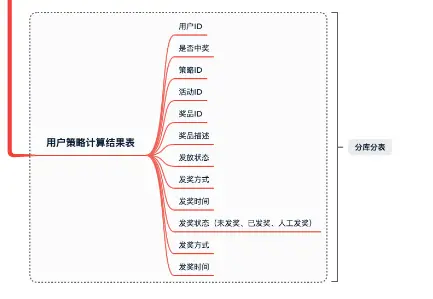 用户ID
是否中奖
策略ID
活动ID
奖品ID
奖品描述
发放状态
发奖方式
发奖时间
发奖状态（未发奖、已发奖、人工发奖）
发奖方式
发奖时间
用户策略计算结果表
分库分表